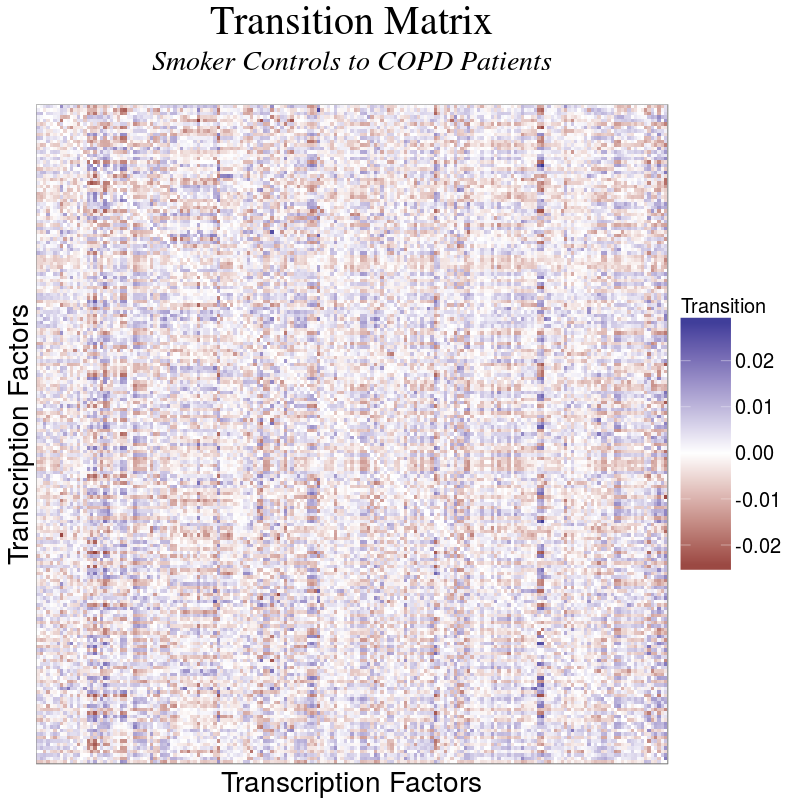 Transition Matrix
Smoker Controls to COPD Patients
Transcription Factors
Transition
0.02
0.01
0.00
-0.01
-0.02
Transcription Factors